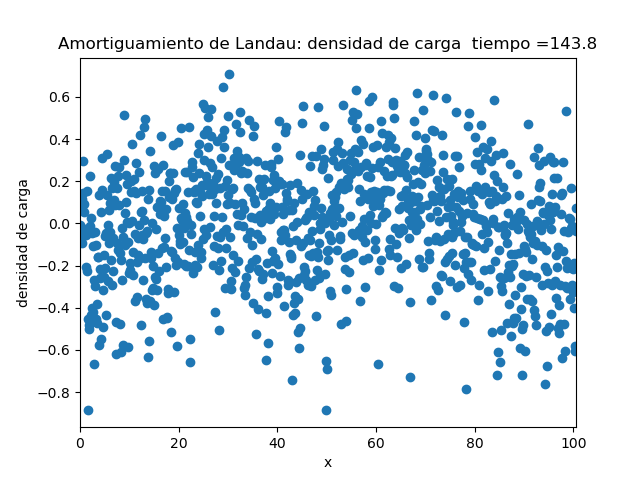 Amortiguamiento de Landau: densidad de carga  tiempo =143.8
0.6
0.4
0.2
0.0
−0.2
−0.4
−0.6
−0.8
densidad de carga
0 20 40 60 80 100
x